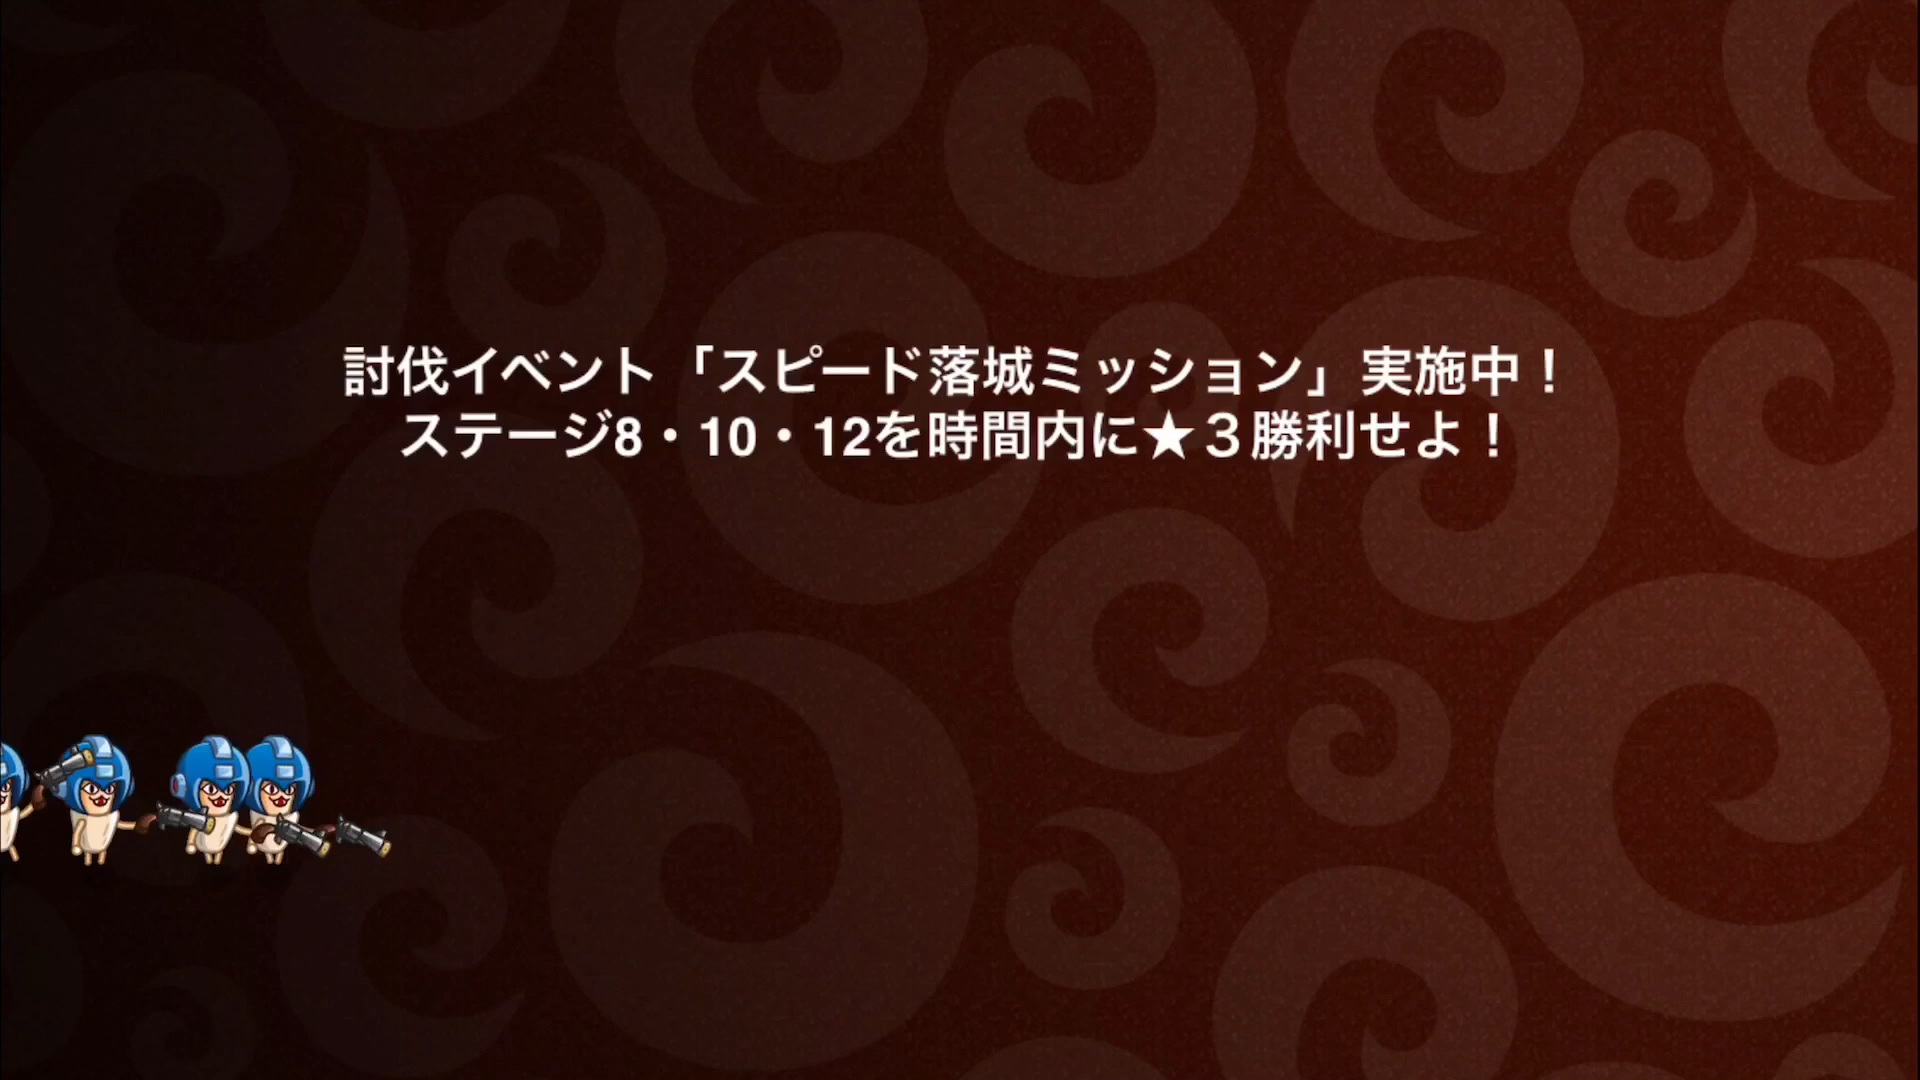 討伐イベント「スピード落城ミッション」実施中！
ステージ8・10・12を時間内に★３勝利せよ！